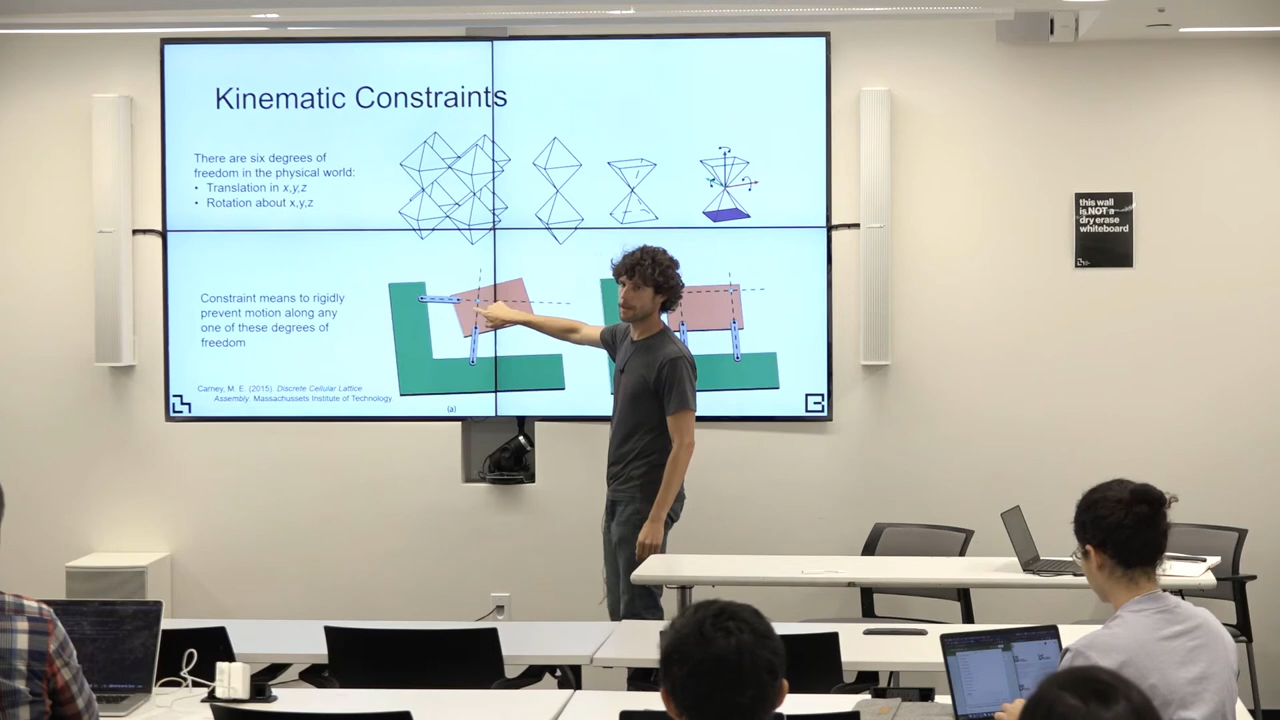 Kinematic Constraints
There are six degrees of
freedom in the physical world:
• Translation in x,y,z
• Rotation about x,y,z
Constraint means to rigidly
prevent motion along any
one of these degrees of
freedom
Carney, M. E. (2015). Discrete Cellular Lattice
Assembly. Massachussets Institute of Technology.
(a)
this wall
is NOT a
dry erase
whiteboard